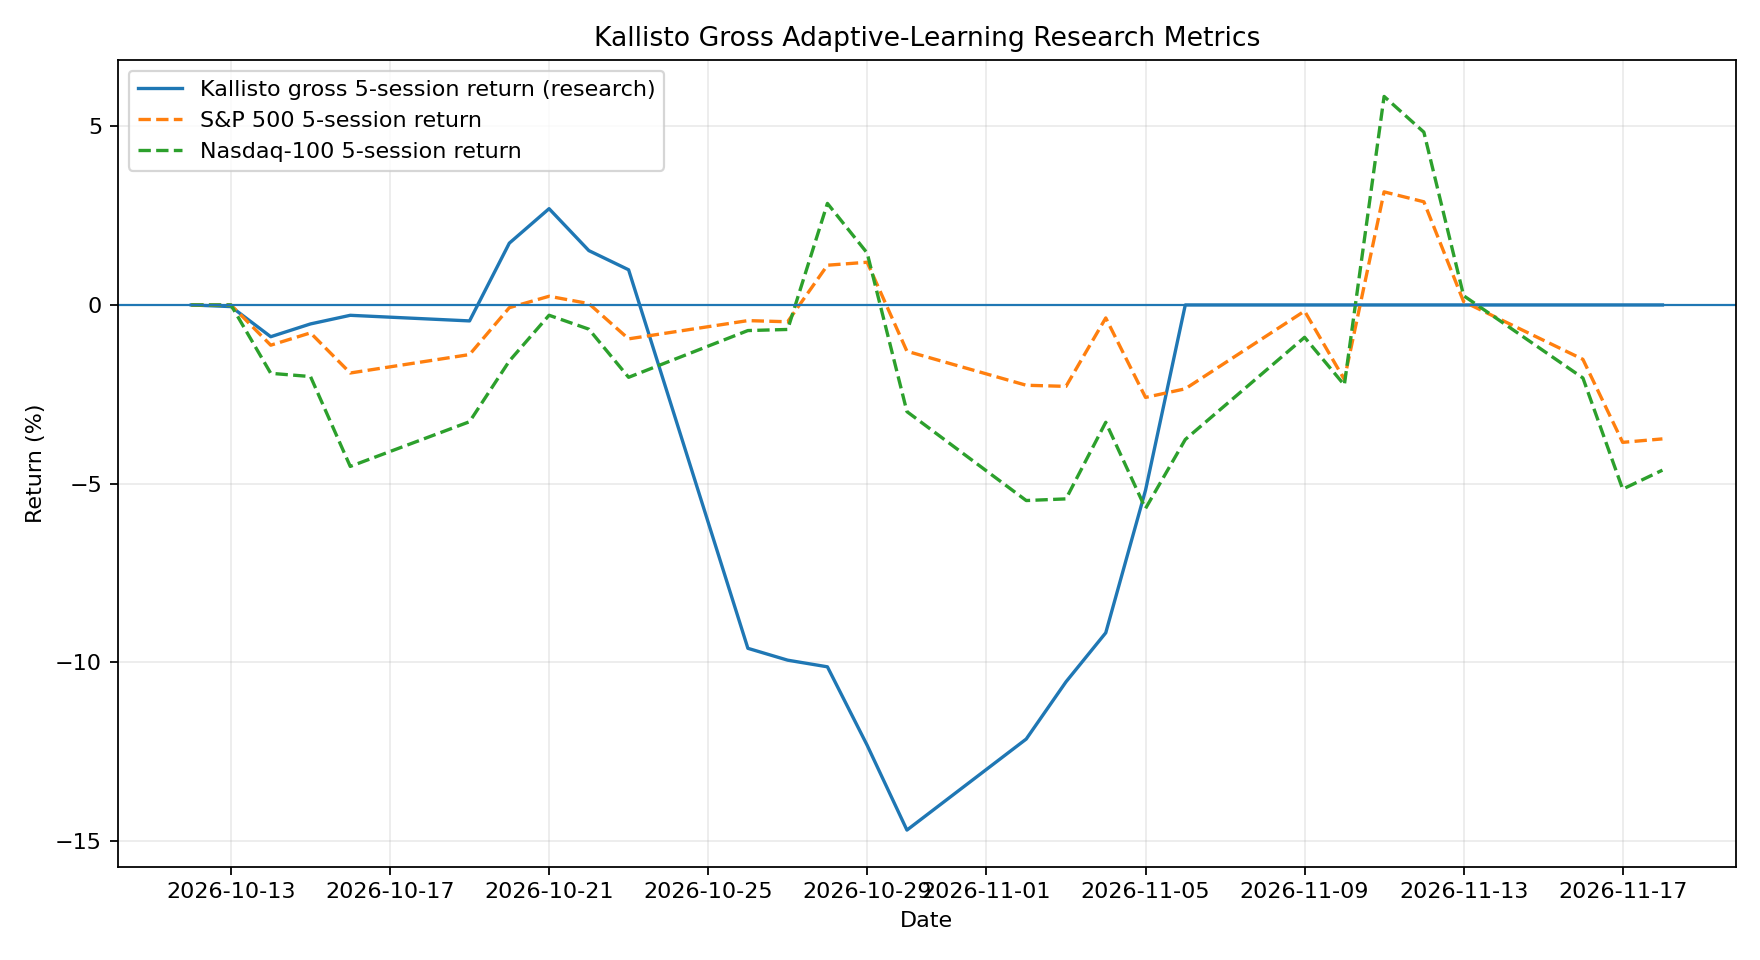 Kallisto Gross Adaptive-Learning Research Metrics
Kallisto gross 5-session return (research)
S&P 500 5-session return
Nasdaq-100 5-session return
Return (%)
5
0
−5
−10
−15
2026-10-13 2026-10-17 2026-10-21 2026-10-25 2026-10-29 2026-11-01 2026-11-05 2026-11-09 2026-11-13 2026-11-17
Date